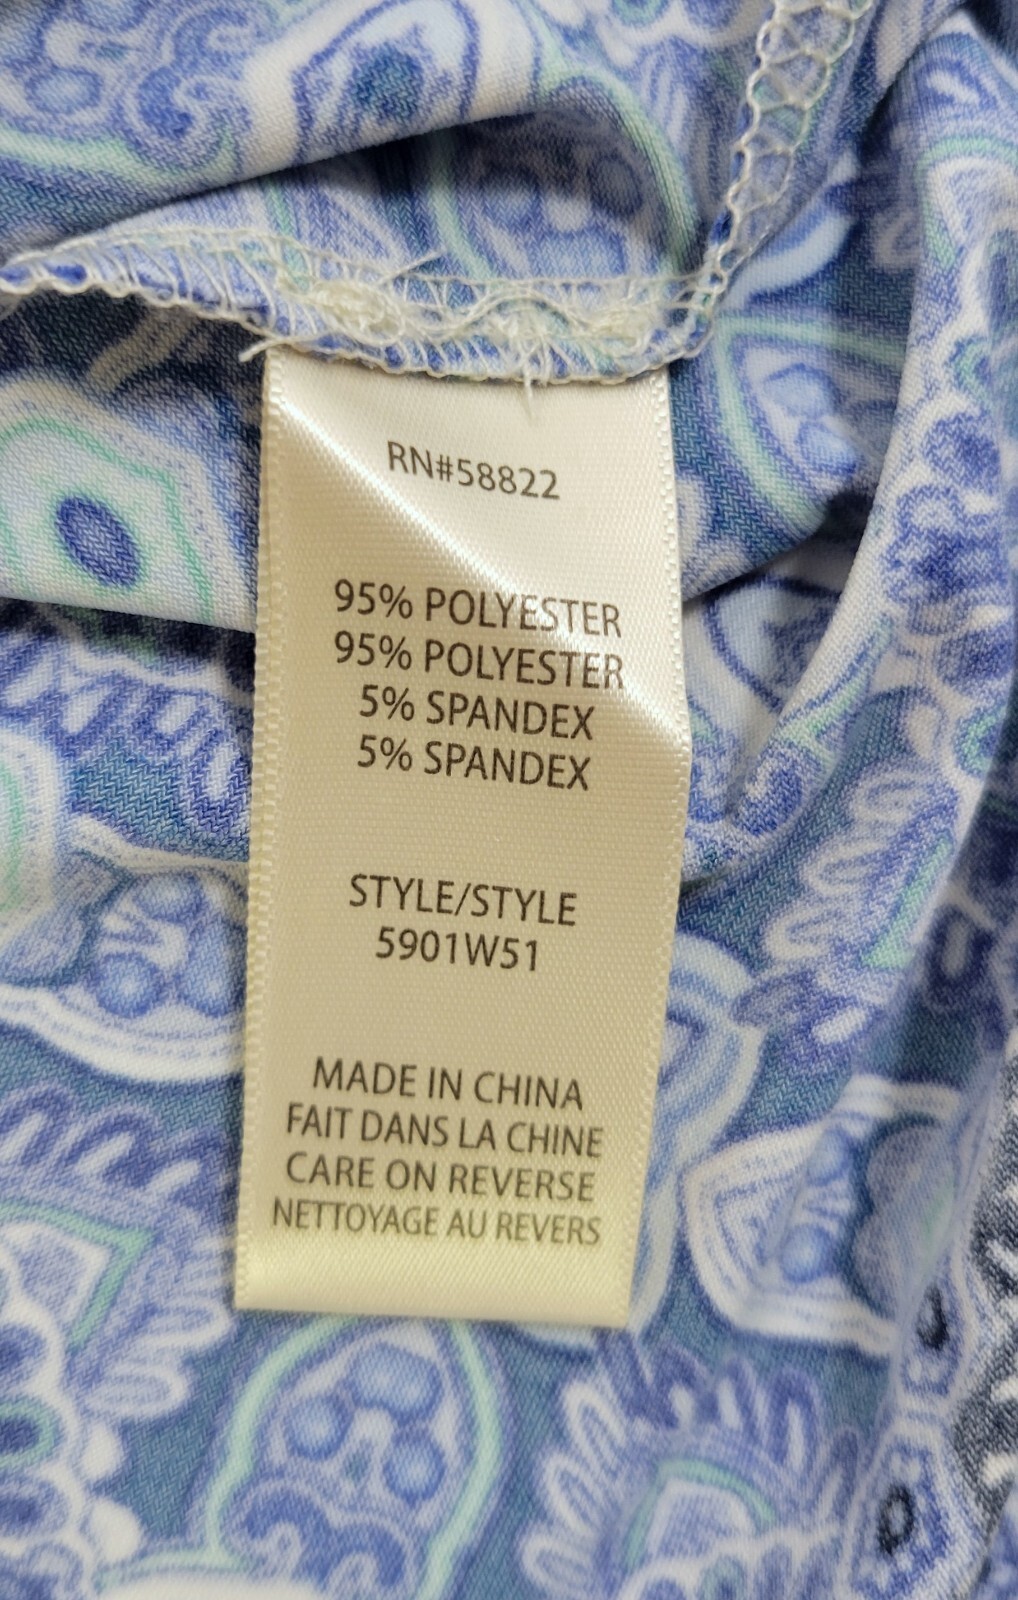 RN#58822
95% POLYESTER
95% POLYESTER
5% SPANDEX
5% SPANDEX
STYLE/STYLE
5901W51
MADE IN CHINA
FAIT DANS LA CHINE
CARE ON REVERSE
NETTOYAGE AU REVERS